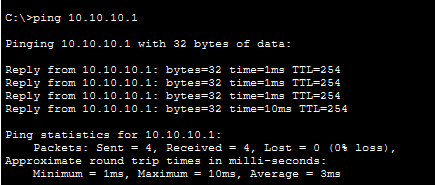 C:\>ping 10.10.10.1
Pinging 10.10.10.1 with 32 bytes of data:
Reply from 10.10.10.1: bytes=32 time=1ms TTL=254
Reply from 10.10.10.1: bytes=32 time=1ms TTL=254
Reply from 10.10.10.1: bytes=32 time=1ms TTL=254
Reply from 10.10.10.1: bytes=32 time=10ms TTL=254
Ping statistics for 10.10.10.1:
    Packets: Sent = 4, Received = 4, Lost = 0 (0% loss),
Approximate round trip times in milli-seconds:
    Minimum = 1ms, Maximum = 10ms, Average = 3ms